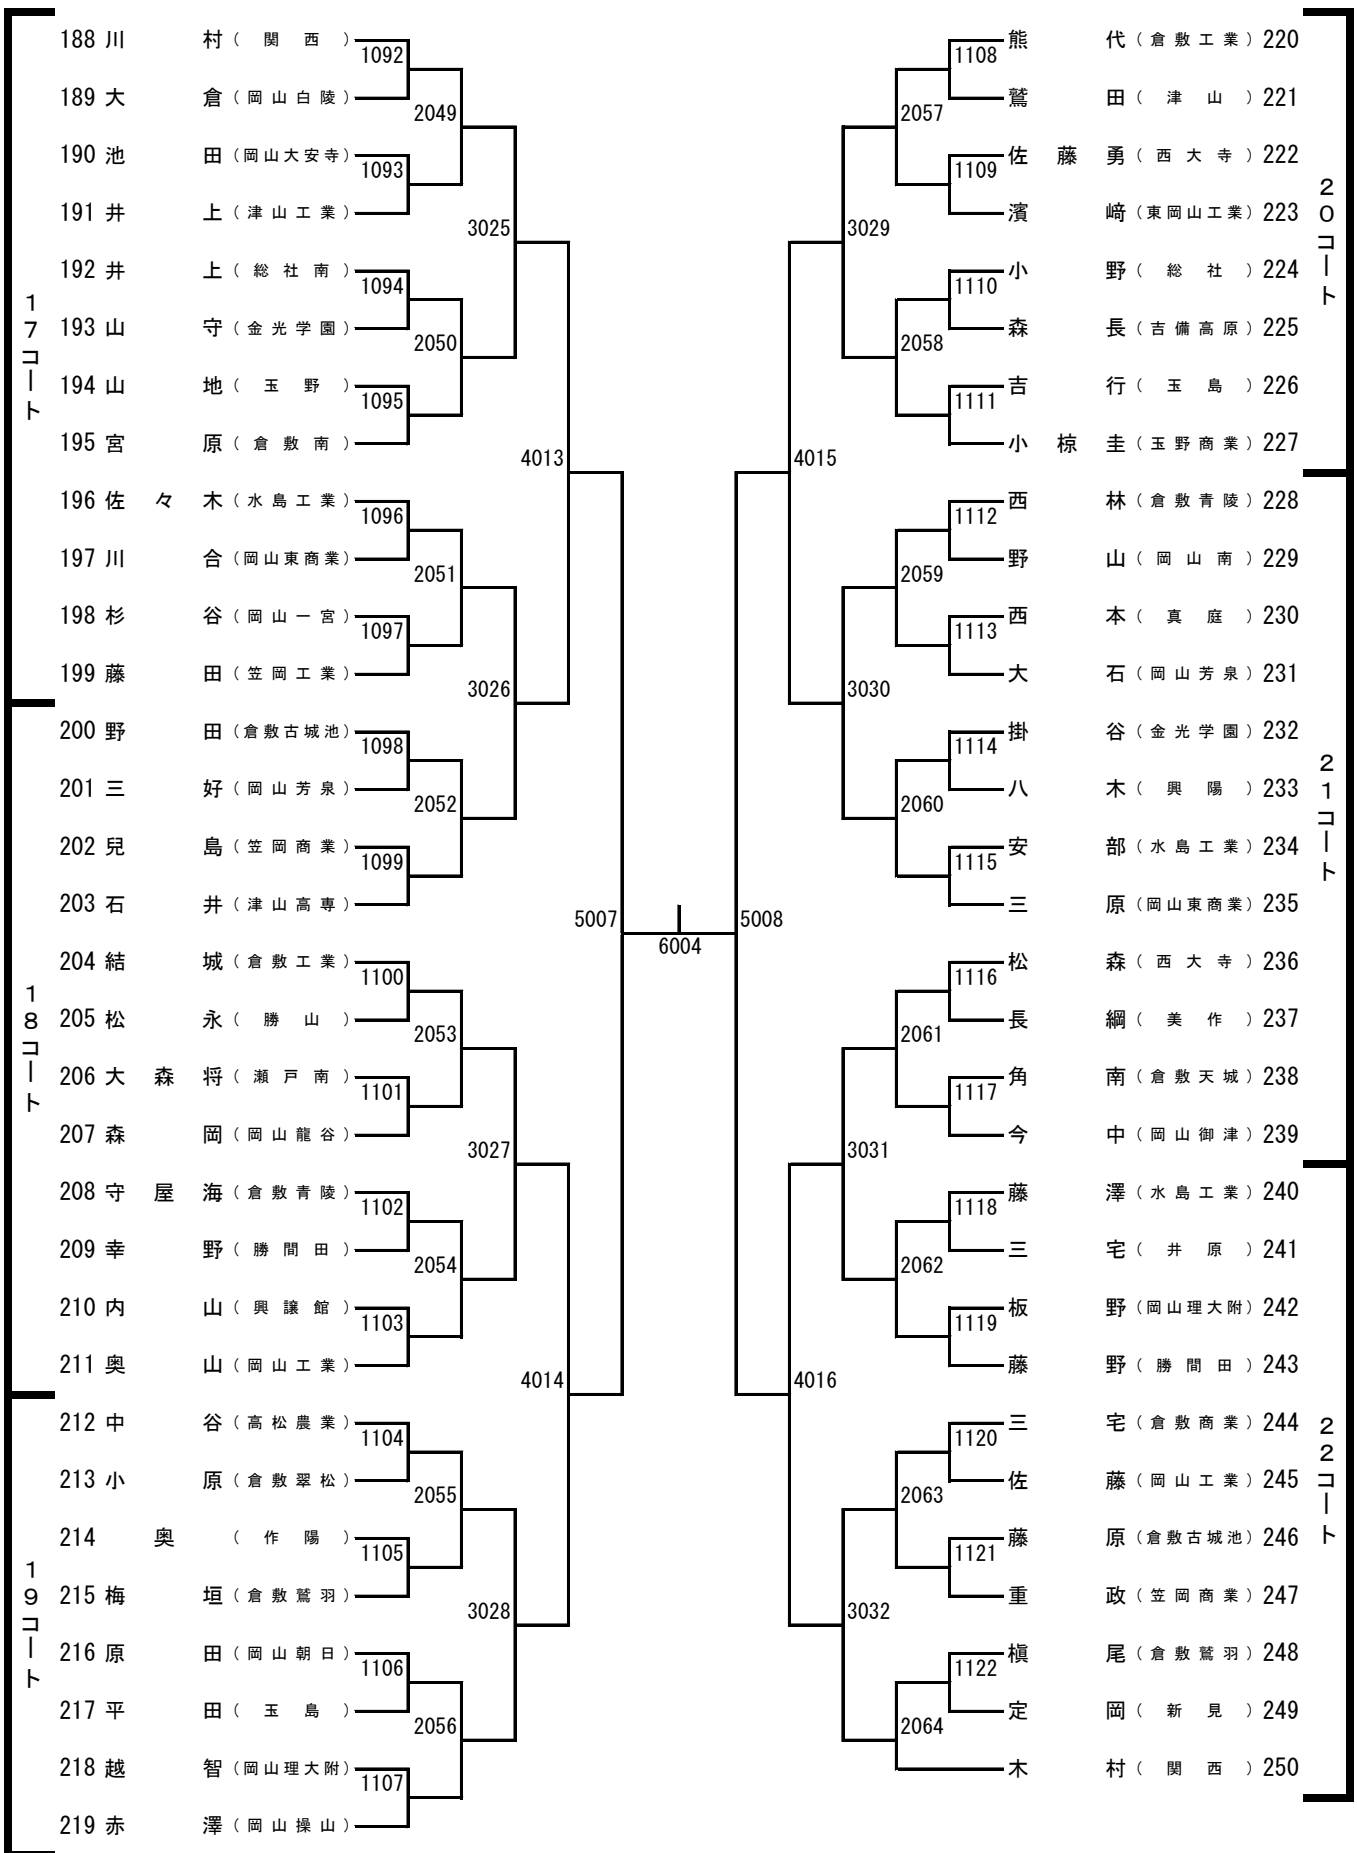 188 川村（関西）
1092
189 大倉（岡山白陵）
2049
190 池田（岡山大安寺）
1093
191 井上（津山工業）
3025
192 井上（総社南）
1094
193 山守（金光学園）
2050
194 山地（玉野）
1095
195 宮原（倉敷南）
4013
196 佐々木（水島工業）
1096
197 川合（岡山東商業）
2051
198 杉谷（岡山一宮）
1097
199 藤田（笠岡工業）
3026
17コート
200 野田（倉敷古城池）
1098
201 三好（岡山芳泉）
2052
202 兒島（笠岡商業）
1099
203 石井（津山高専）
5007
204 結城（倉敷工業）
1100
205 松永（勝山）
2053
206 大森将（瀬戸南）
1101
207 森岡（岡山龍谷）
3027
208 守屋海（倉敷青陵）
1102
209 幸野（勝間田）
2054
210 内山（興譲館）
1103
211 奥山（岡山工業）
4014
18コート
212 中谷（高松農業）
1104
213 小原（倉敷翠松）
2055
214 奥（作陽）
1105
215 梅垣（倉敷鷲羽）
3028
216 原田（岡山朝日）
1106
217 平田（玉島）
2056
218 越智（岡山理大附）
1107
219 赤澤（岡山操山）
19コート
6004
熊代（倉敷工業）220
1108
鷲田（津山）221
2057
佐藤勇（西大寺）222
1109
濱﨑（東岡山工業）223
3029
小野（総社）224
1110
森長（吉備高原）225
2058
吉行（玉島）226
1111
小椋圭（玉野商業）227
4015
20コート
西林（倉敷青陵）228
1112
野山（岡山南）229
2059
西本（真庭）230
1113
大石（岡山芳泉）231
3030
掛谷（金光学園）232
1114
八木（興陽）233
2060
安部（水島工業）234
1115
三原（岡山東商業）235
5008
松森（西大寺）236
1116
長綱（美作）237
2061
角南（倉敷天城）238
1117
今中（岡山御津）239
3031
21コート
藤澤（水島工業）240
1118
三宅（井原）241
2062
板野（岡山理大附）242
1119
藤野（勝間田）243
4016
三宅（倉敷商業）244
1120
佐藤（岡山工業）245
2063
藤原（倉敷古城池）246
1121
重政（笠岡商業）247
3032
槇尾（倉敷鷲羽）248
1122
定岡（新見）249
2064
木村（関西）250
22コート